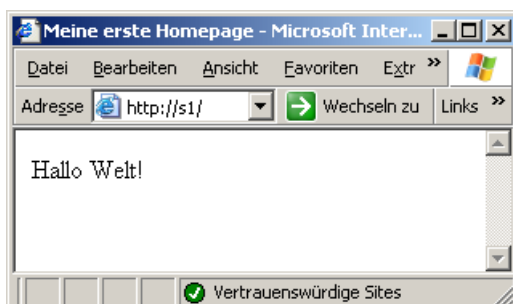 Meine erste Homepage - Microsoft Inter...
Datei Bearbeiten Ansicht Favoriten Extr »
Adresse http://s1/ Wechseln zu Links »
Hallo Welt!
Vertrauenswürdige Sites